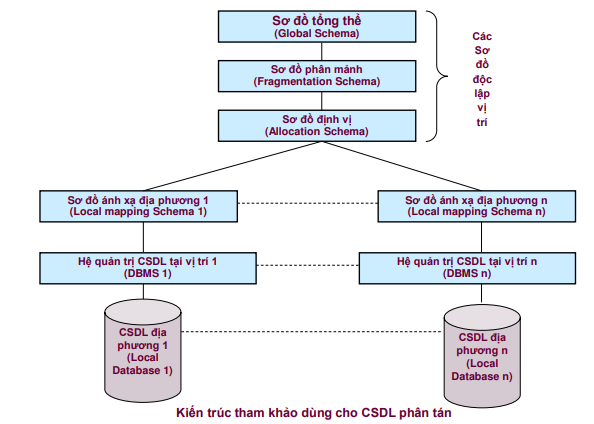 Sơ đồ tổng thể
(Global Schema)
Sơ đồ phân mảnh
(Fragmentation Schema)
Sơ đồ định vị
(Allocation Schema)
Các
Sơ
đồ
độc
lập
vị
trí
Sơ đồ ánh xạ địa phương 1
(Local mapping Schema 1)
Sơ đồ ánh xạ địa phương n
(Local mapping Schema n)
Hệ quản trị CSDL tại vị trí 1
(DBMS 1)
Hệ quản trị CSDL tại vị trí n
(DBMS n)
CSDL địa
phương 1
(Local
Database 1)
CSDL địa
phương n
(Local
Database n)
Kiến trúc tham khảo dùng cho CSDL phân tán